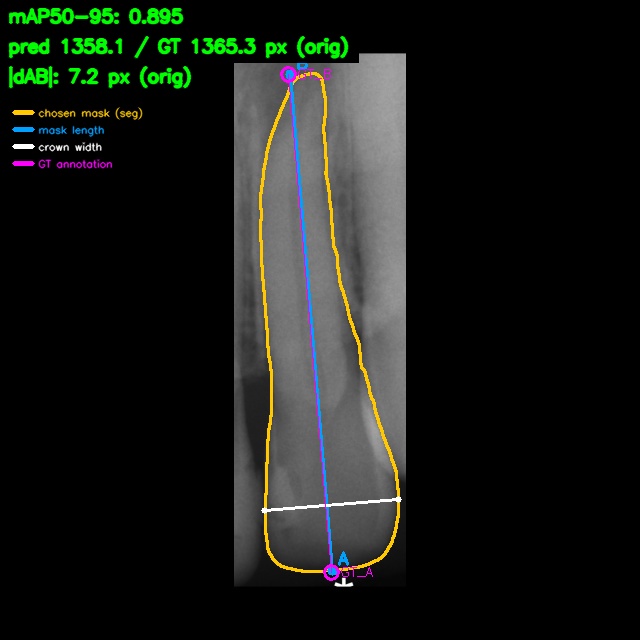 mAP50-95: 0.895
pred 1358.1 / GT 1365.3 px (orig)
|dAB|: 7.2 px (orig)
chosen mask (seg)
mask length
crown width
GT annotation
A
GT_A